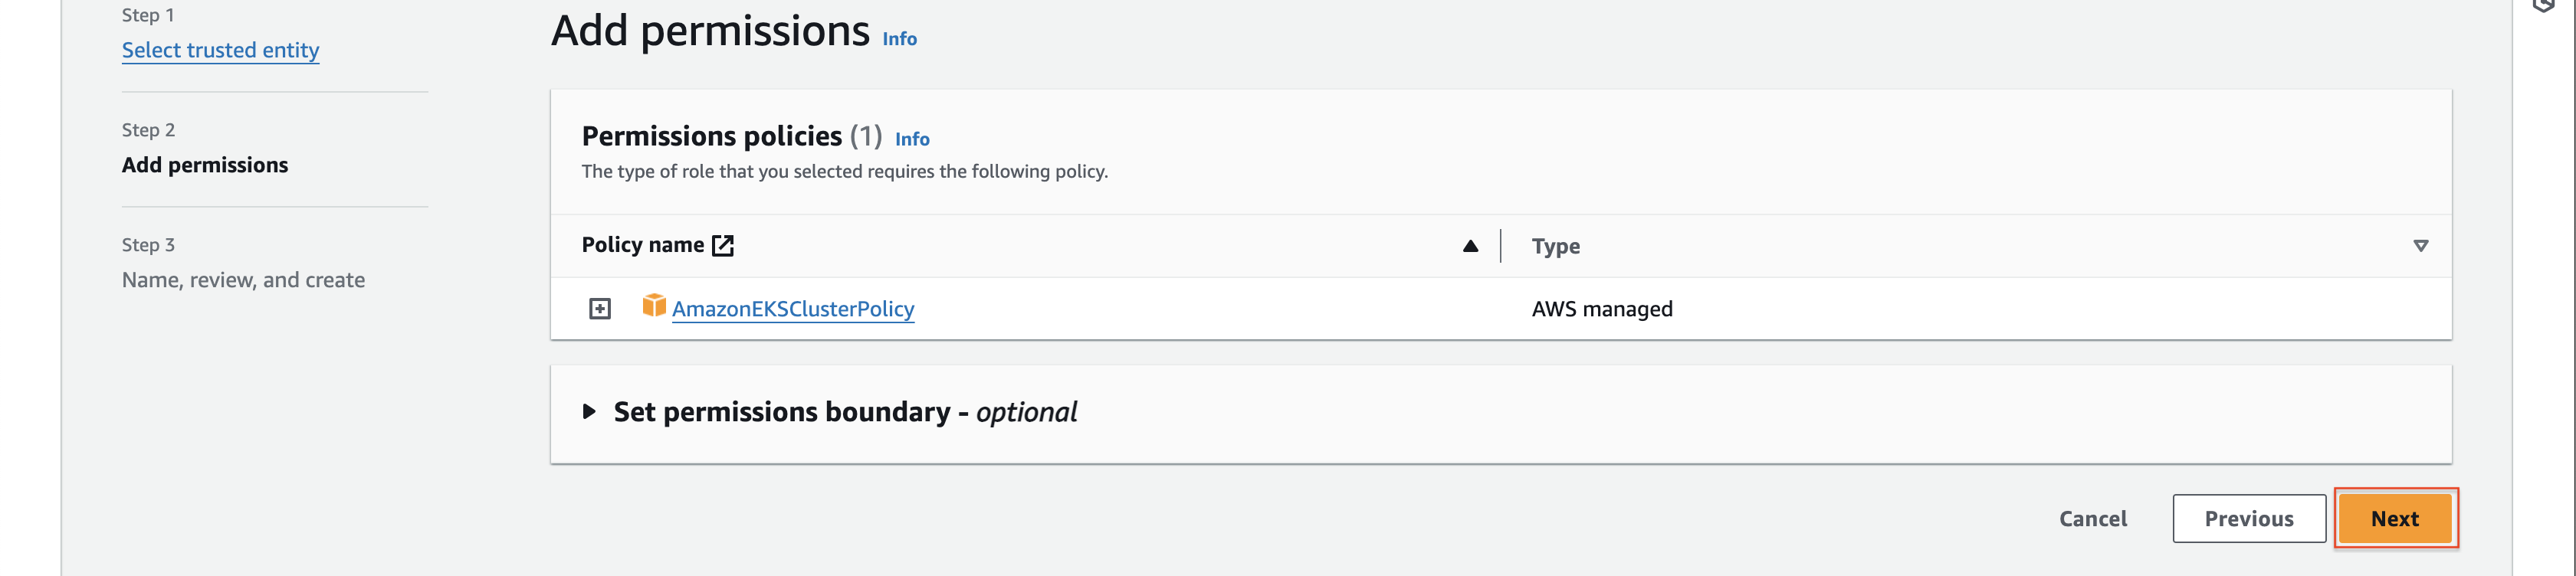 Step 1
Select trusted entity
Step 2
Add permissions
Step 3
Name, review, and create
Add permissions Info
Permissions policies (1) Info
The type of role that you selected requires the following policy.
Policy name Type
AmazonEKSClusterPolicy AWS managed
Set permissions boundary - optional
Cancel Previous Next